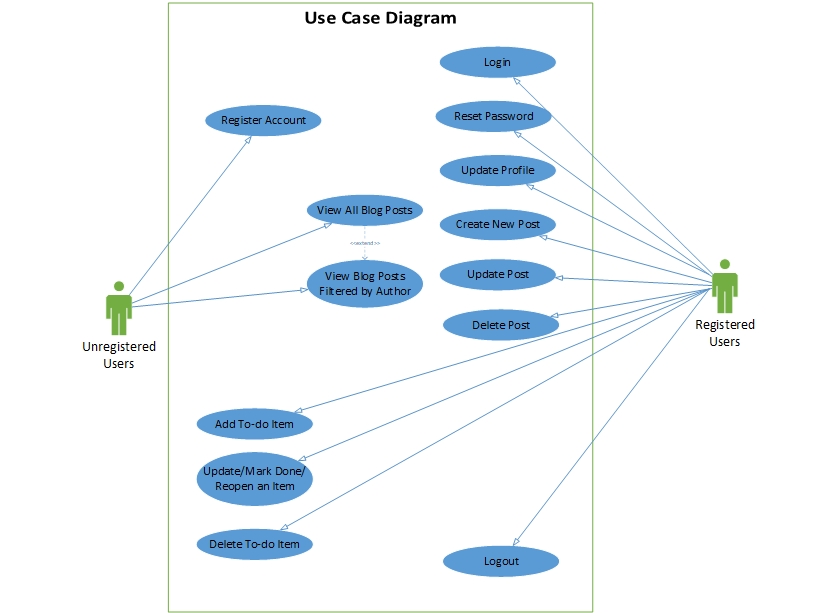 Use Case Diagram
Login
Register Account
Reset Password
Update Profile
View All Blog Posts
Create New Post
<<extend>>
View Blog Posts
Filtered by Author
Update Post
Delete Post
Unregistered
Users
Registered
Users
Add To-do Item
Update/Mark Done/
Reopen an Item
Delete To-do Item
Logout